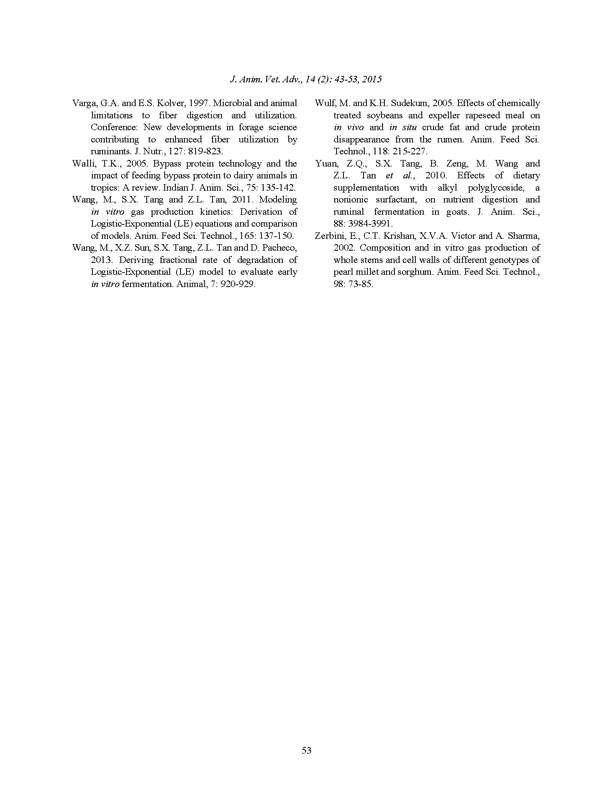 J. Anim. Vet. Adv., 14 (2): 43-53, 2015
Varga, G.A. and E.S. Kolver, 1997. Microbial and animal
limitations to fiber digestion and utilization.
Conference: New developments in forage science
contributing to enhanced fiber utilization by
ruminants. J. Nutr., 127: 819-823.
Walli, T.K., 2005. Bypass protein technology and the
impact of feeding bypass protein to dairy animals in
tropics: A review. Indian J. Anim. Sci., 75: 135-142.
Wang, M., S.X. Tang and Z.L. Tan, 2011. Modeling
in vitro gas production kinetics: Derivation of
Logistic-Exponential (LE) equations and comparison
of models. Anim. Feed Sci. Technol., 165: 137-150.
Wang, M., X.Z. Sun, S.X. Tang, Z.L. Tan and D. Pacheco,
2013. Deriving fractional rate of degradation of
Logistic-Exponential (LE) model to evaluate early
in vitro fermentation. Animal, 7: 920-929.
Wulf, M. and K.H. Sudekum, 2005. Effects of chemically
treated soybeans and expeller rapeseed meal on
in vivo and in situ crude fat and crude protein
disappearance from the rumen. Anim. Feed Sci.
Technol., 118: 215-227.
Yuan, Z.Q., S.X. Tang, B. Zeng, M. Wang and
Z.L. Tan et al., 2010. Effects of dietary
supplementation with alkyl polyglycoside, a
nonionic surfactant, on nutrient digestion and
ruminal fermentation in goats. J. Anim. Sci.,
88: 3984-3991.
Zerbini, E., C.T. Krishan, X.V.A. Victor and A. Sharma,
2002. Composition and in vitro gas production of
whole stems and cell walls of different genotypes of
pearl millet and sorghum. Anim. Feed Sci. Technol.,
98: 73-85.
53